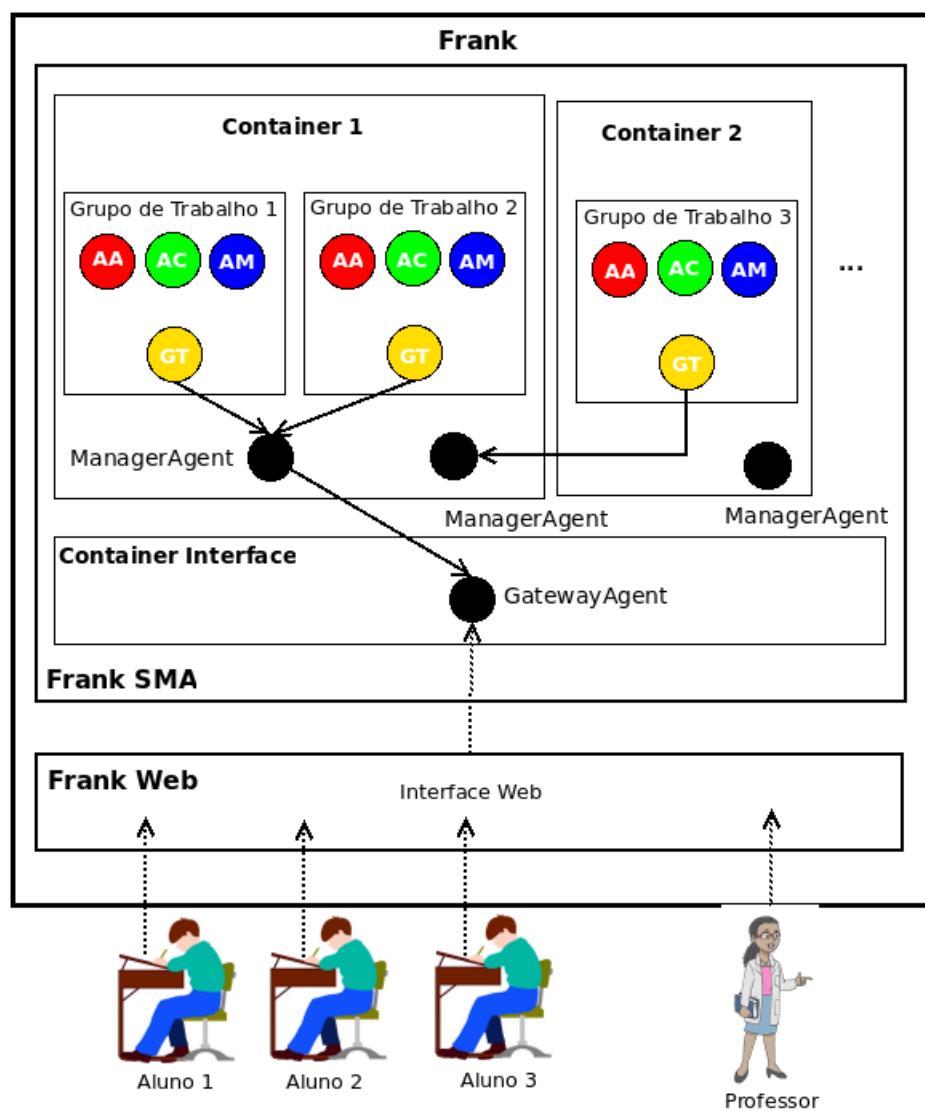 Frank
Container 1
Container 2
Grupo de Trabalho 1
Grupo de Trabalho 2
Grupo de Trabalho 3
AA
AC
AM
AA
AC
AM
AA
AC
AM
...
GT
GT
GT
ManagerAgent
ManagerAgent
ManagerAgent
Container Interface
GatewayAgent
Frank SMA
Frank Web
Interface Web
Aluno 1
Aluno 2
Aluno 3
Professor